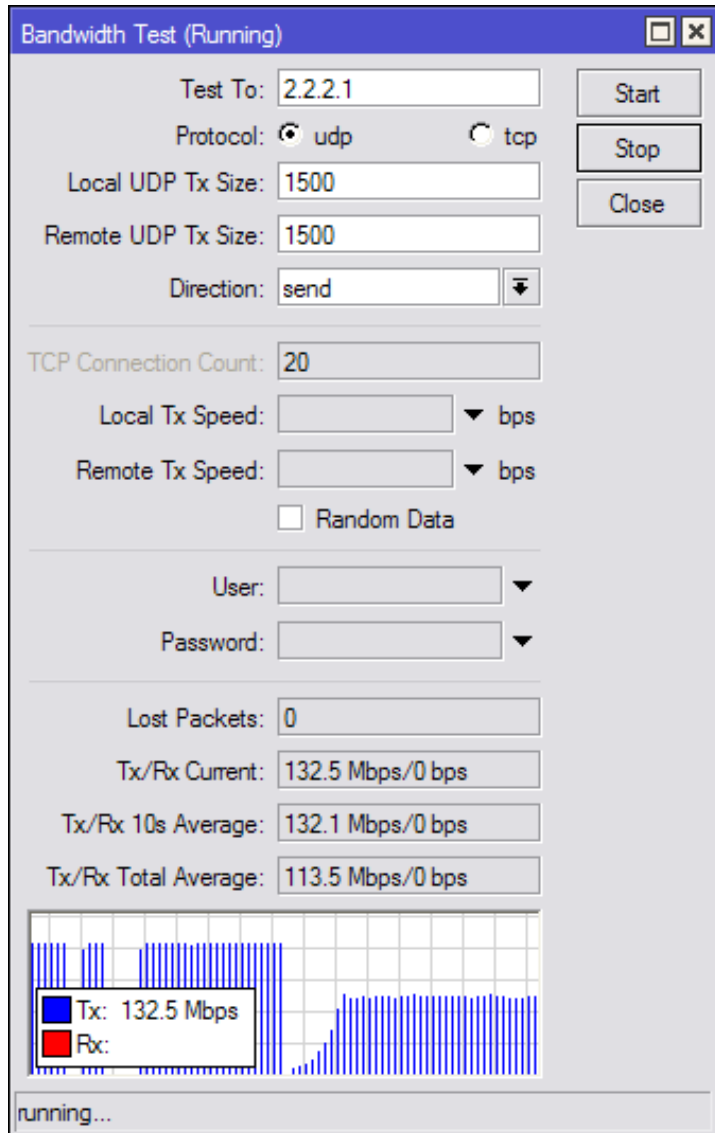 Bandwidth Test (Running)
Test To: 2.2.2.1
Start
Protocol: udp tcp
Stop
Local UDP Tx Size: 1500
Close
Remote UDP Tx Size: 1500
Direction: send
TCP Connection Count: 20
Local Tx Speed: bps
Remote Tx Speed: bps
Random Data
User:
Password:
Lost Packets: 0
Tx/Rx Current: 132.5 Mbps/0 bps
Tx/Rx 10s Average: 132.1 Mbps/0 bps
Tx/Rx Total Average: 113.5 Mbps/0 bps
Tx: 132.5 Mbps
Rx:
running...